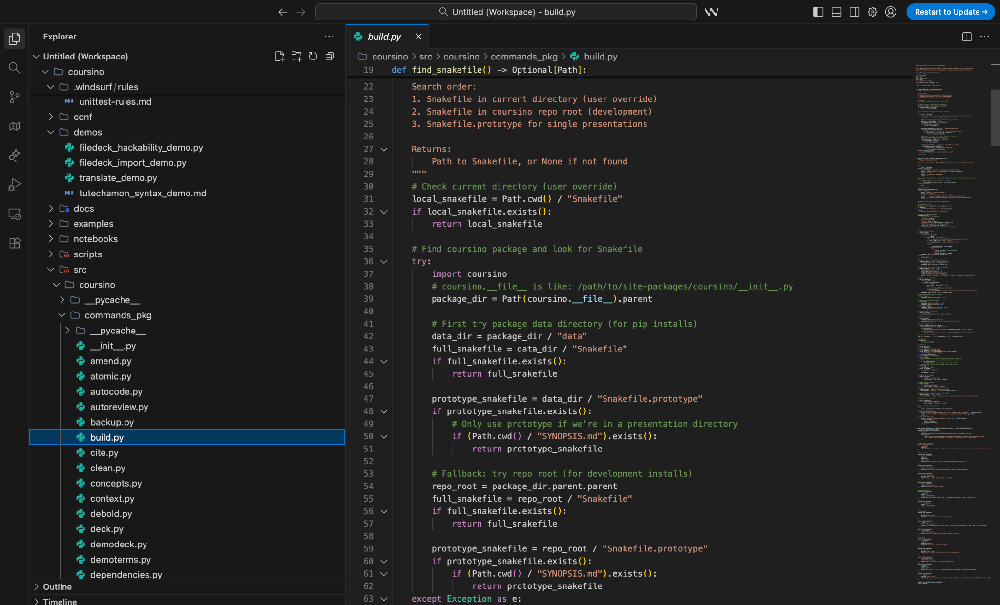 Untitled (Workspace) - build.py
Restart to Update →
Explorer
Untitled (Workspace)
coursino
.windsurf/rules
unittest-rules.md
conf
demos
filedeck_hackability_demo.py
filedeck_import_demo.py
translate_demo.py
tutechamon_syntax_demo.md
docs
examples
notebooks
scripts
src
coursino
__pycache__
commands_pkg
__pycache__
__init__.py
amend.py
atomic.py
autocode.py
autoreview.py
backup.py
build.py
cite.py
clean.py
concepts.py
context.py
debold.py
deck.py
demodeck.py
demoterms.py
dependencies.py
Outline
Timeline
build.py
coursino > src > coursino > commands_pkg > build.py
19 def find_snakefile() -> Optional[Path]:
22 Search order:
23 1. Snakefile in current directory (user override)
24 2. Snakefile in coursino repo root (development)
25 3. Snakefile.prototype for single presentations
26
27 Returns:
28 Path to Snakefile, or None if not found
29 """
30 # Check current directory (user override)
31 local_snakefile = Path.cwd() / "Snakefile"
32 if local_snakefile.exists():
33 return local_snakefile
34
35 # Find coursino package and look for Snakefile
36 try:
37 import coursino
38 # coursino.__file__ is like: /path/to/site-packages/coursino/__init__.py
39 package_dir = Path(coursino.__file__).parent
40
41 # First try package data directory (for pip installs)
42 data_dir = package_dir / "data"
43 full_snakefile = data_dir / "Snakefile"
44 if full_snakefile.exists():
45 return full_snakefile
46
47 prototype_snakefile = data_dir / "Snakefile.prototype"
48 if prototype_snakefile.exists():
49 # Only use prototype if we're in a presentation directory
50 if (Path.cwd() / "SYNOPSIS.md").exists():
51 return prototype_snakefile
52
53 # Fallback: try repo root (for development installs)
54 repo_root = package_dir.parent.parent
55 full_snakefile = repo_root / "Snakefile"
56 if full_snakefile.exists():
57 return full_snakefile
58
59 prototype_snakefile = repo_root / "Snakefile.prototype"
60 if prototype_snakefile.exists():
61 if (Path.cwd() / "SYNOPSIS.md").exists():
62 return prototype_snakefile
63 except Exception as e: